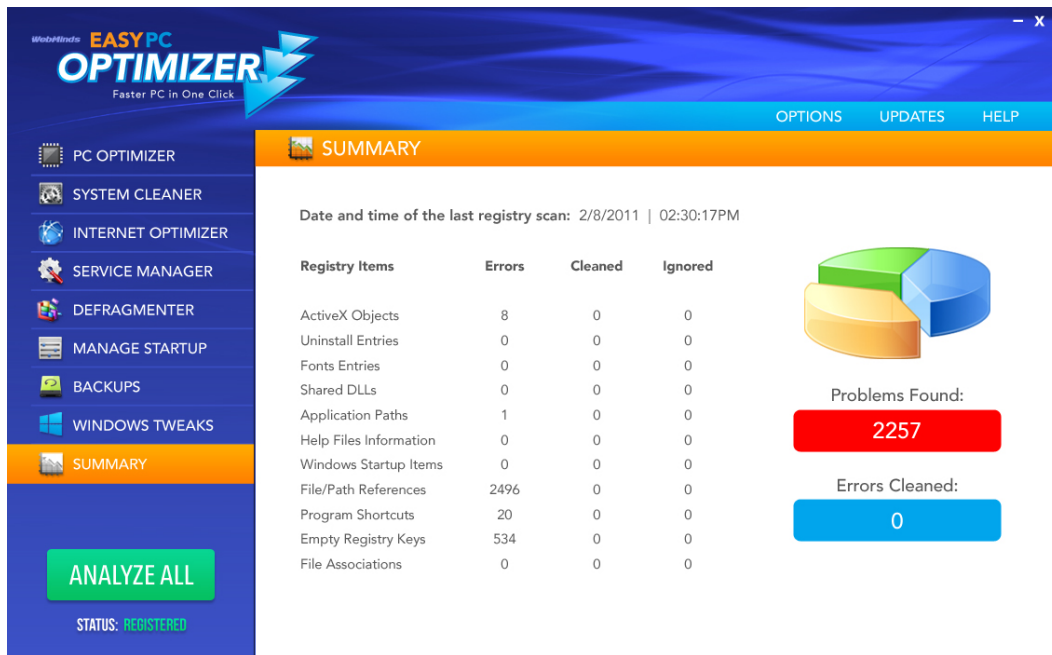 – X
WebMinds EASY PC
OPTIMIZER
Faster PC in One Click
OPTIONS UPDATES HELP
PC OPTIMIZER
SYSTEM CLEANER
INTERNET OPTIMIZER
SERVICE MANAGER
DEFRAGMENTER
MANAGE STARTUP
BACKUPS
WINDOWS TWEAKS
SUMMARY
ANALYZE ALL
STATUS: REGISTERED
SUMMARY
Date and time of the last registry scan: 2/8/2011 | 02:30:17PM
Registry Items Errors Cleaned Ignored
ActiveX Objects 8 0 0
Uninstall Entries 0 0 0
Fonts Entries 0 0 0
Shared DLLs 0 0 0
Application Paths 1 0 0
Help Files Information 0 0 0
Windows Startup Items 0 0 0
File/Path References 2496 0 0
Program Shortcuts 20 0 0
Empty Registry Keys 534 0 0
File Associations 0 0 0
Problems Found:
2257
Errors Cleaned:
0